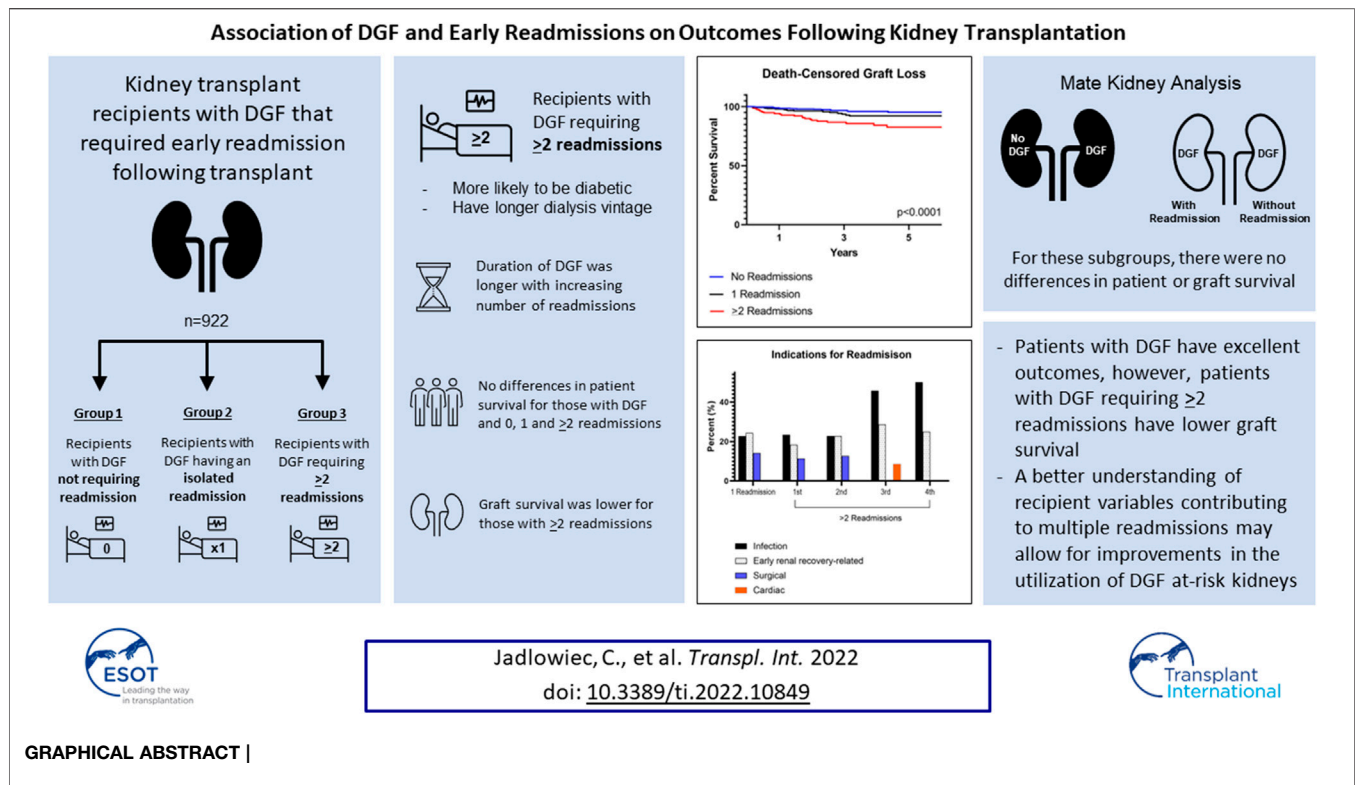 Association of DGF and Early Readmissions on Outcomes Following Kidney Transplantation
Kidney transplant
recipients with DGF that
required early readmission
following transplant
n=922
Group 1
Recipients
with DGF
not requiring
readmission
0
Group 2
Recipients with
DGF having an
isolated
readmission
x1
Group 3
Recipients with
DGF requiring
≥2
readmissions
≥2
≥2
Recipients with
DGF requiring
≥2 readmissions
- More likely to be diabetic
- Have longer dialysis vintage
Duration of DGF was
longer with increasing
number of readmissions
No differences in patient
survival for those with DGF
and 0, 1 and ≥2 readmissions
Graft survival was lower for
those with ≥2 readmissions
Death-Censored Graft Loss
Percent Survival
100
50
0
p<0.0001
1 3 5
Years
No Readmissions
1 Readmission
≥2 Readmissions
Indications for Readmisison
Percent (%)
40
20
0
1 Readmission 1st 2nd 3rd 4th
>2 Readmissions
Infection
Early renal recovery-related
Surgical
Cardiac
Mate Kidney Analysis
No
DGF
DGF
DGF
DGF
With
Readmission
Without
Readmission
For these subgroups, there were no
differences in patient or graft survival
- Patients with DGF have excellent
outcomes, however, patients
with DGF requiring ≥2
readmissions have lower graft
survival
- A better understanding of
recipient variables contributing
to multiple readmissions may
allow for improvements in the
utilization of DGF at-risk kidneys
ESOT
Leading the way
in transplantation
Jadlowiec, C., et al. Transpl. Int. 2022
doi: 10.3389/ti.2022.10849
Transplant
International
GRAPHICAL ABSTRACT |